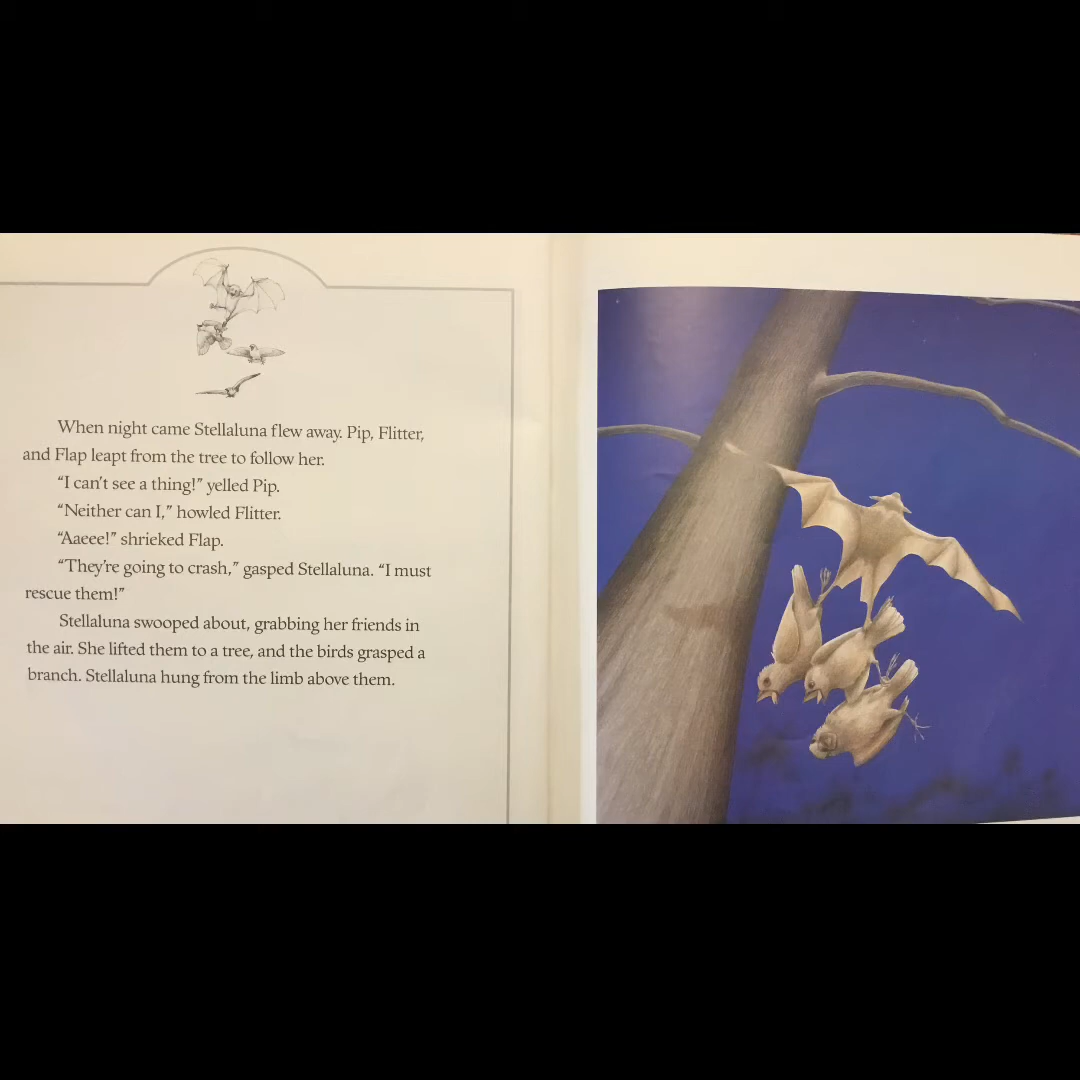 When night came Stellaluna flew away. Pip, Flitter,
and Flap leapt from the tree to follow her.
“I can’t see a thing!” yelled Pip.
“Neither can I,” howled Flitter.
“Aaeee!” shrieked Flap.
“They’re going to crash,” gasped Stellaluna. “I must
rescue them!”
Stellaluna swooped about, grabbing her friends in
the air. She lifted them to a tree, and the birds grasped a
branch. Stellaluna hung from the limb above them.